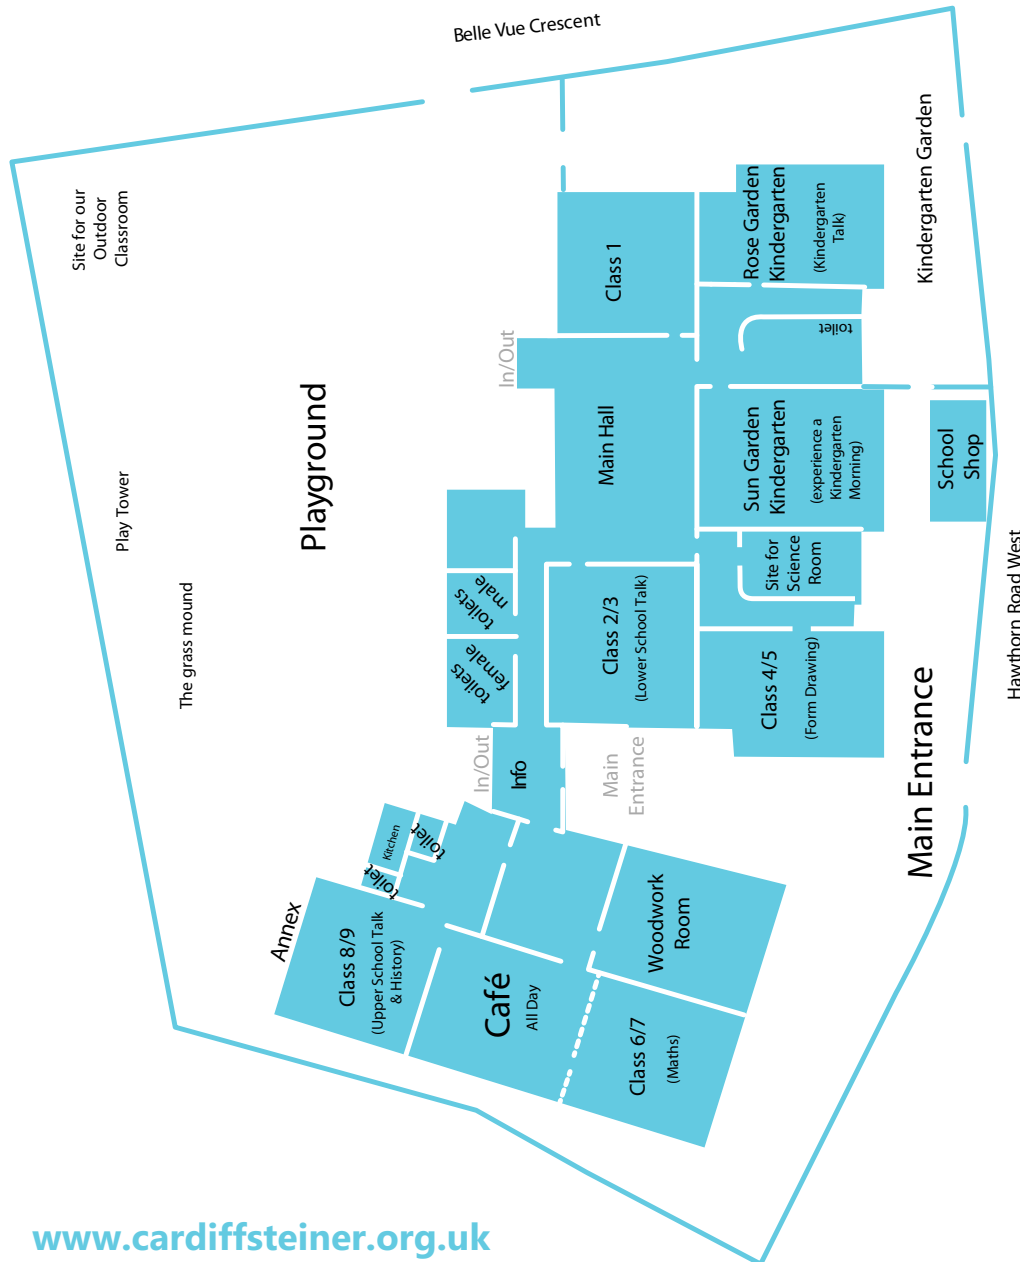 Belle Vue Crescent
Site for our
Outdoor
Classroom
Play Tower
The grass mound
Playground
Kindergarten Garden
Rose Garden
Kindergarten
(Kindergarten
Talk)
toilet
Class 1
In/Out
Main Hall
Sun Garden
Kindergarten
(experience a
Kindergarten
Morning)
School
Shop
Hawthorn Road West
Site for
Science
Room
toilets
male
toilets
female
Class 2/3
(Lower School Talk)
Class 4/5
(Form Drawing)
Main Entrance
In/Out
Info
Main
Entrance
Kitchen
toilet
toilet
Annex
Class 8/9
(Upper School Talk
& History)
Café
All Day
Woodwork
Room
Class 6/7
(Maths)
www.cardiffsteiner.org.uk